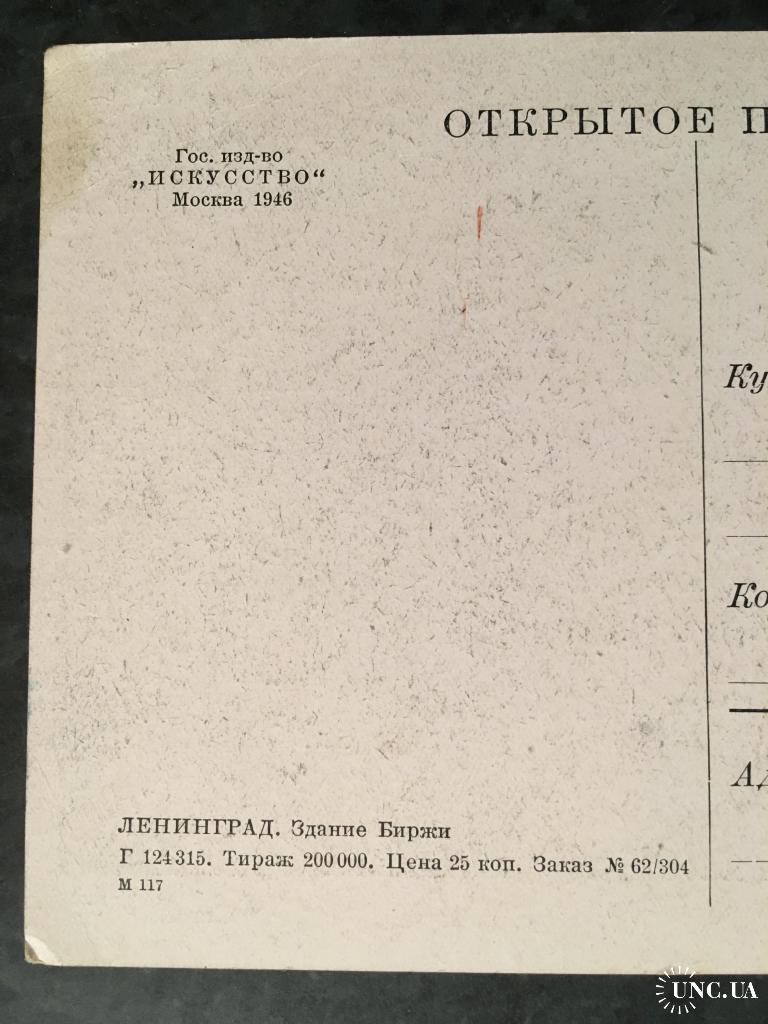 ОТКРЫТОЕ П
Гос. изд-во
„ИСКУССТВО“
Москва 1946
Ку
Ко
Ад
ЛЕНИНГРАД. Здание Биржи
Г 124315. Тираж 200000. Цена 25 коп. Заказ № 62/304
М 117
UNC.UA